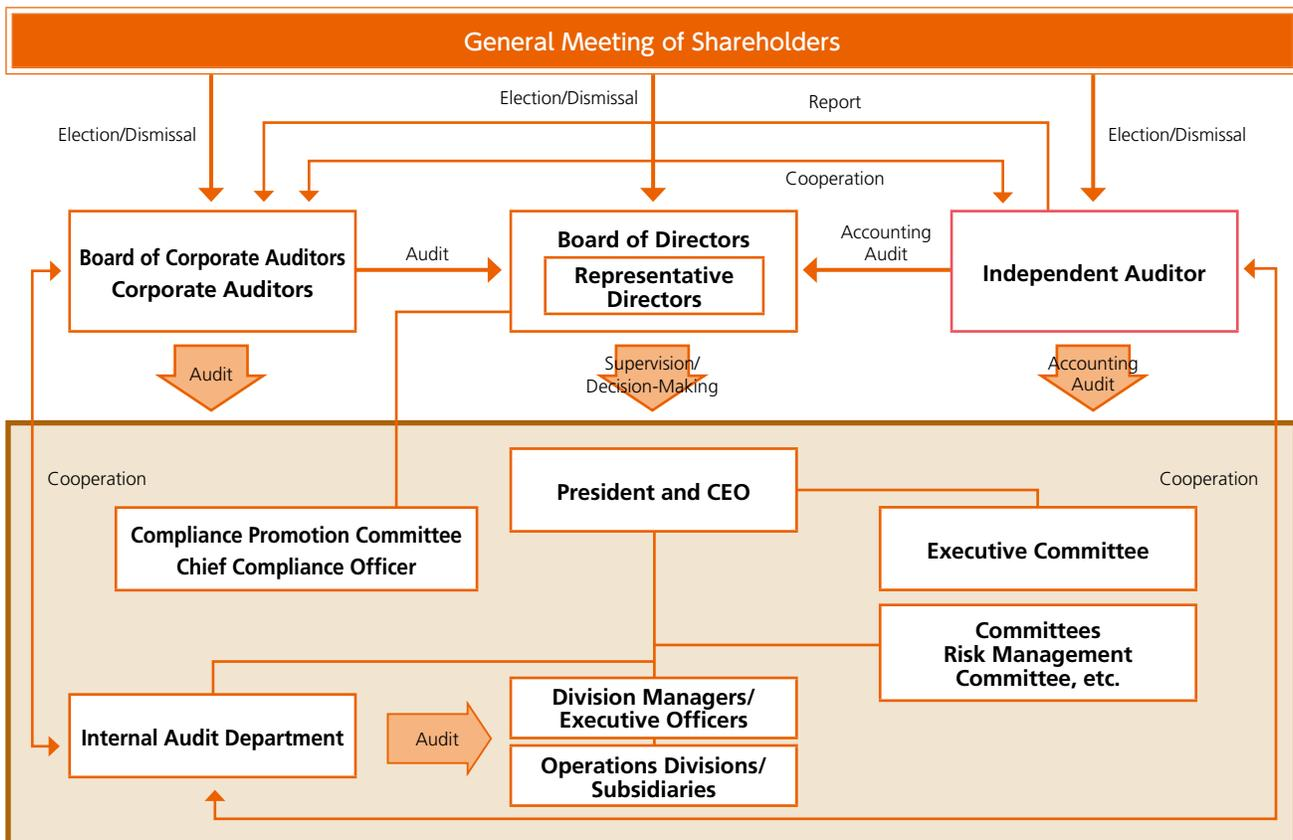 General Meeting of Shareholders
Election/Dismissal
Report
Election/Dismissal
Election/Dismissal
Cooperation
Board of Corporate Auditors
Corporate Auditors
Audit
Board of Directors
Representative
Directors
Accounting
Audit
Independent Auditor
Audit
Supervision/
Decision-Making
Accounting
Audit
Cooperation
President and CEO
Cooperation
Compliance Promotion Committee
Chief Compliance Officer
Executive Committee
Committees
Risk Management
Committee, etc.
Internal Audit Department
Audit
Division Managers/
Executive Officers
Operations Divisions/
Subsidiaries